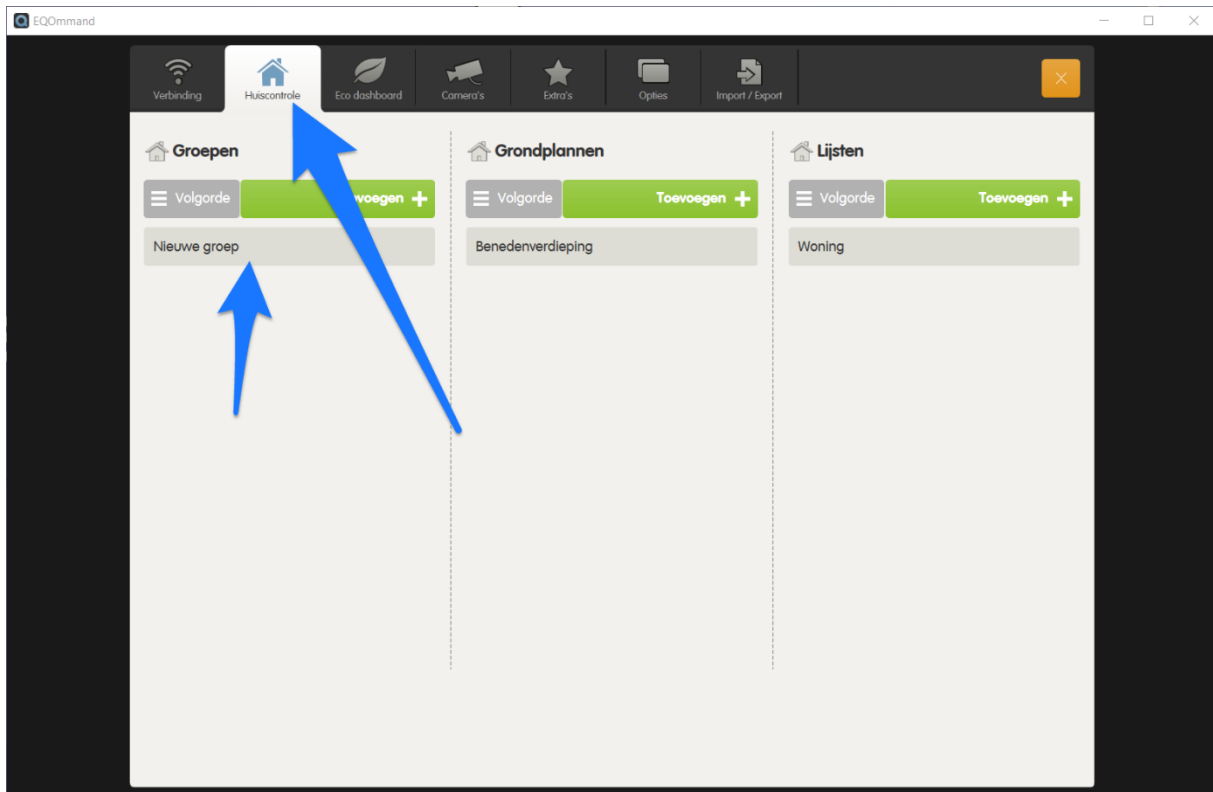 EQOmmand
Verbinding
Huiscontrole
Eco dashboard
Camera's
Extra's
Opties
Import / Export
Groepen
Volgorde
voegen
Nieuwe groep
Grondplannen
Volgorde
Toevoegen
Benedenverdieping
Lijsten
Volgorde
Toevoegen
Woning